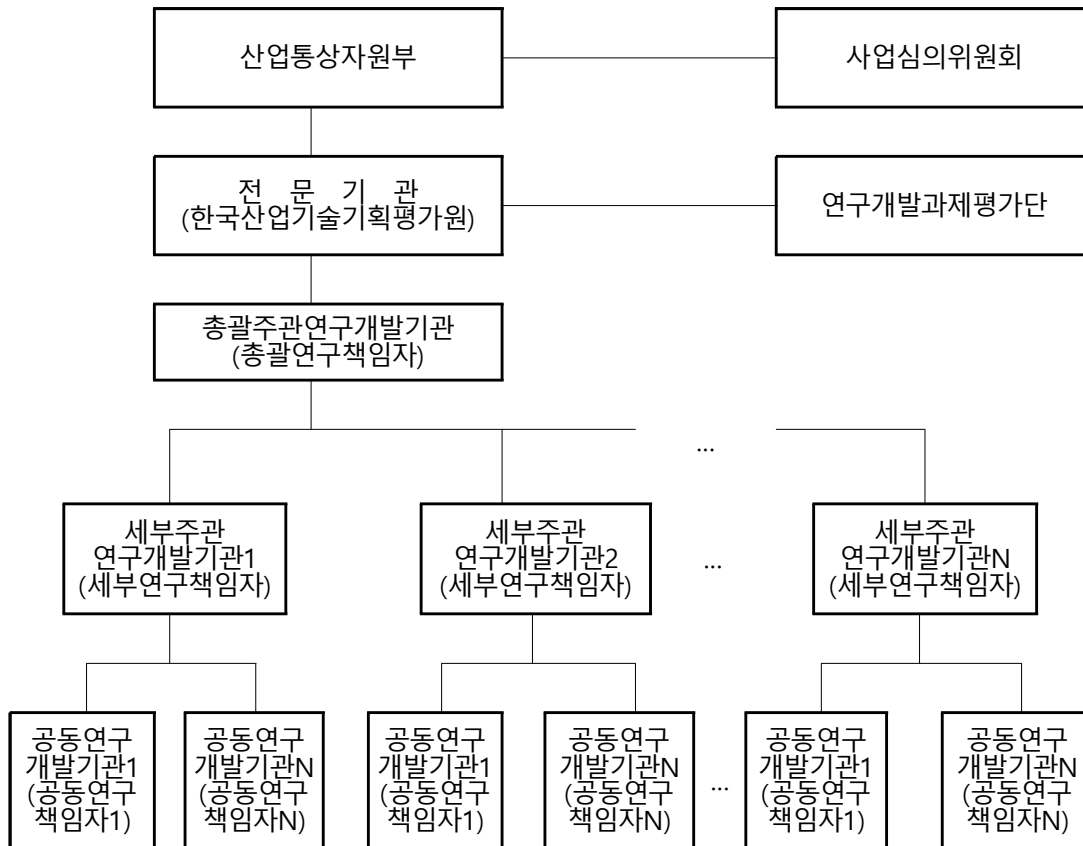 산업통상자원부
사업심의위원회
전 문 기 관
(한국산업기술기획평가원)
연구개발과제평가단
총괄주관연구개발기관
(총괄연구책임자)
...
세부주관
연구개발기관1
(세부연구책임자)
세부주관
연구개발기관2
(세부연구책임자)
...
세부주관
연구개발기관N
(세부연구책임자)
공동연구
개발기관1
(공동연구
책임자1)
공동연구
개발기관N
(공동연구
책임자N)
공동연구
개발기관1
(공동연구
책임자1)
공동연구
개발기관N
(공동연구
책임자N)
...
공동연구
개발기관1
(공동연구
책임자1)
공동연구
개발기관N
(공동연구
책임자N)